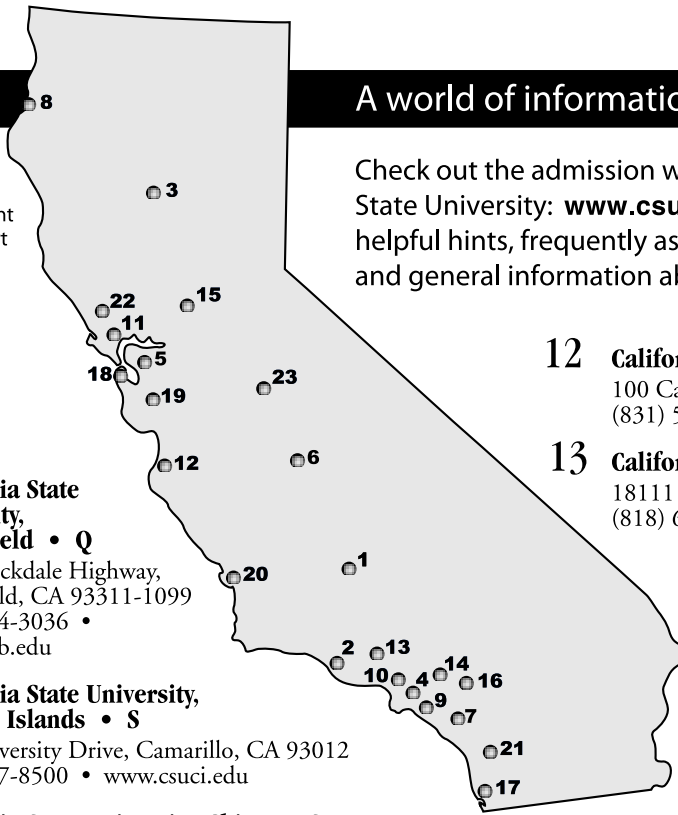 A world of informatio
Check out the admission w
State University: www.csu
helpful hints, frequently as
and general information ab
nt
t
8
3
22
15
11
5
18
23
19
12
6
20
1
2
13
14
10
4
16
9
7
21
17
12 Califor
100 Ca
(831) 5
13 Califor
18111
(818) 6
ia State
ty,
eld • Q
ckdale Highway,
ld, CA 93311-1099
4-3036 •
b.edu
ia State University,
Islands • S
versity Drive, Camarillo, CA 93012
7-8500 • www.csuci.edu